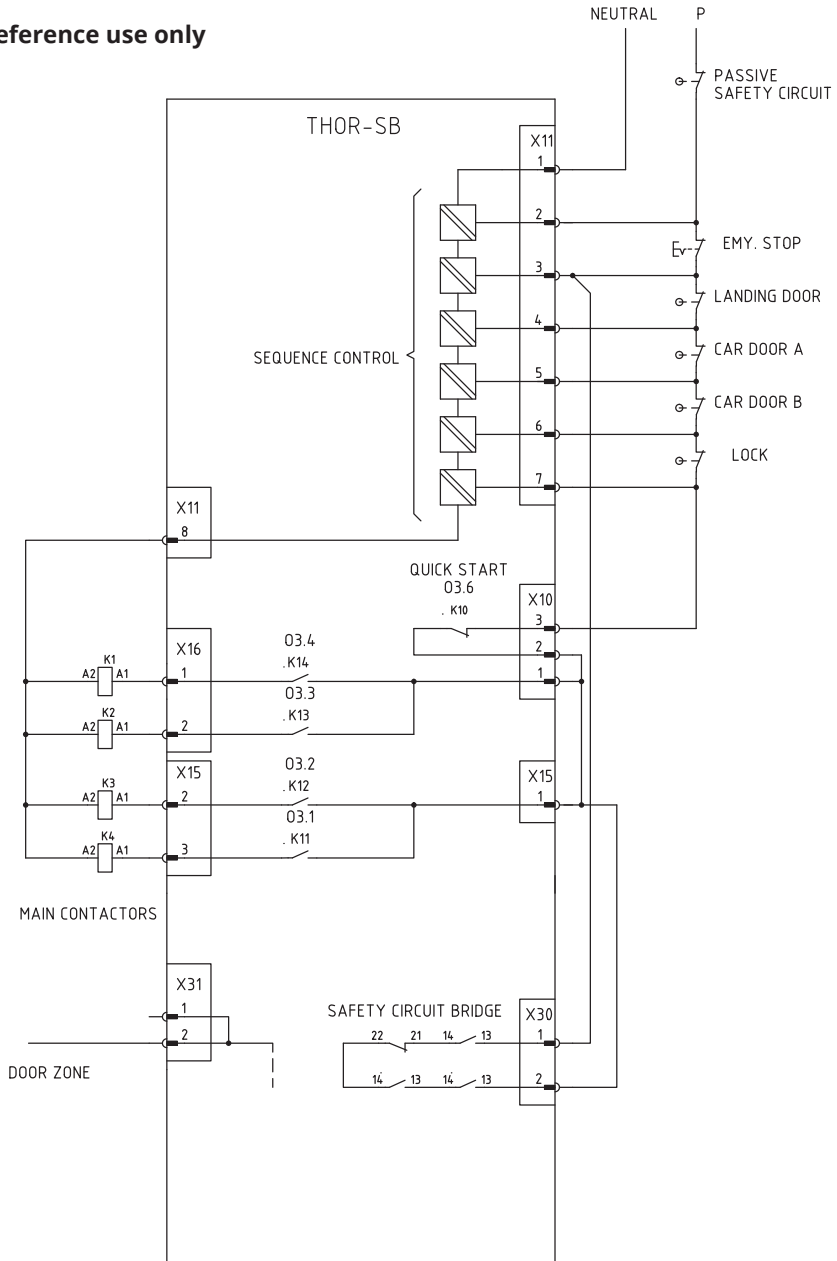 eference use only
NEUTRAL P
PASSIVE
SAFETY CIRCUIT
THOR-SB
X11
1
2
EMY. STOP
3
LANDING DOOR
4
CAR DOOR A
SEQUENCE CONTROL
5
CAR DOOR B
6
LOCK
7
X11
8
QUICK START
O3.6
. K10
X10
3
2
1
X16
O3.4
. K14
K1
A2 A1
1
O3.3
. K13
K2
A2 A1
2
X15
O3.2
. K12
X15
1
K3
A2 A1
2
O3.1
. K11
K4
A2 A1
3
MAIN CONTACTORS
X31
1
2
DOOR ZONE
SAFETY CIRCUIT BRIDGE
X30
22 21 14 13 1
14 13 14 13 2